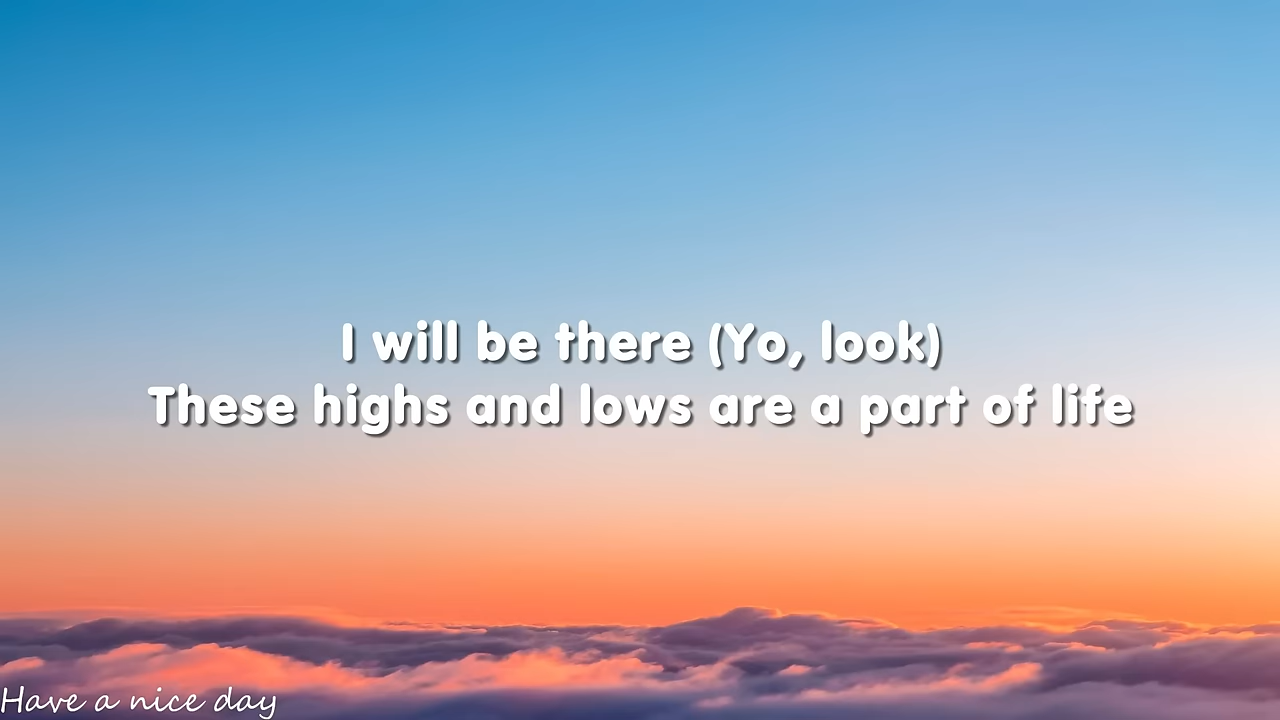 I will be there (Yo, look)
These highs and lows are a part of life
Have a nice day